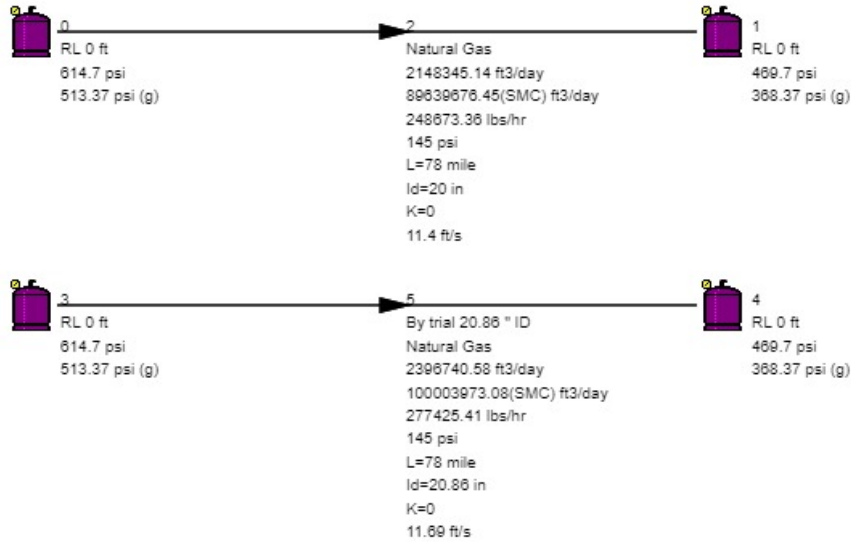 0
RL 0 ft
614.7 psi
513.37 psi (g)
2
Natural Gas
2148345.14 ft3/day
89639676.45(SMC) ft3/day
248673.36 lbs/hr
145 psi
L=78 mile
Id=20 in
K=0
11.4 ft/s
1
RL 0 ft
469.7 psi
368.37 psi (g)
3
RL 0 ft
614.7 psi
513.37 psi (g)
5
By trial 20.86 " ID
Natural Gas
2396740.58 ft3/day
100003973.08(SMC) ft3/day
277425.41 lbs/hr
145 psi
L=78 mile
Id=20.86 in
K=0
11.69 ft/s
4
RL 0 ft
469.7 psi
368.37 psi (g)